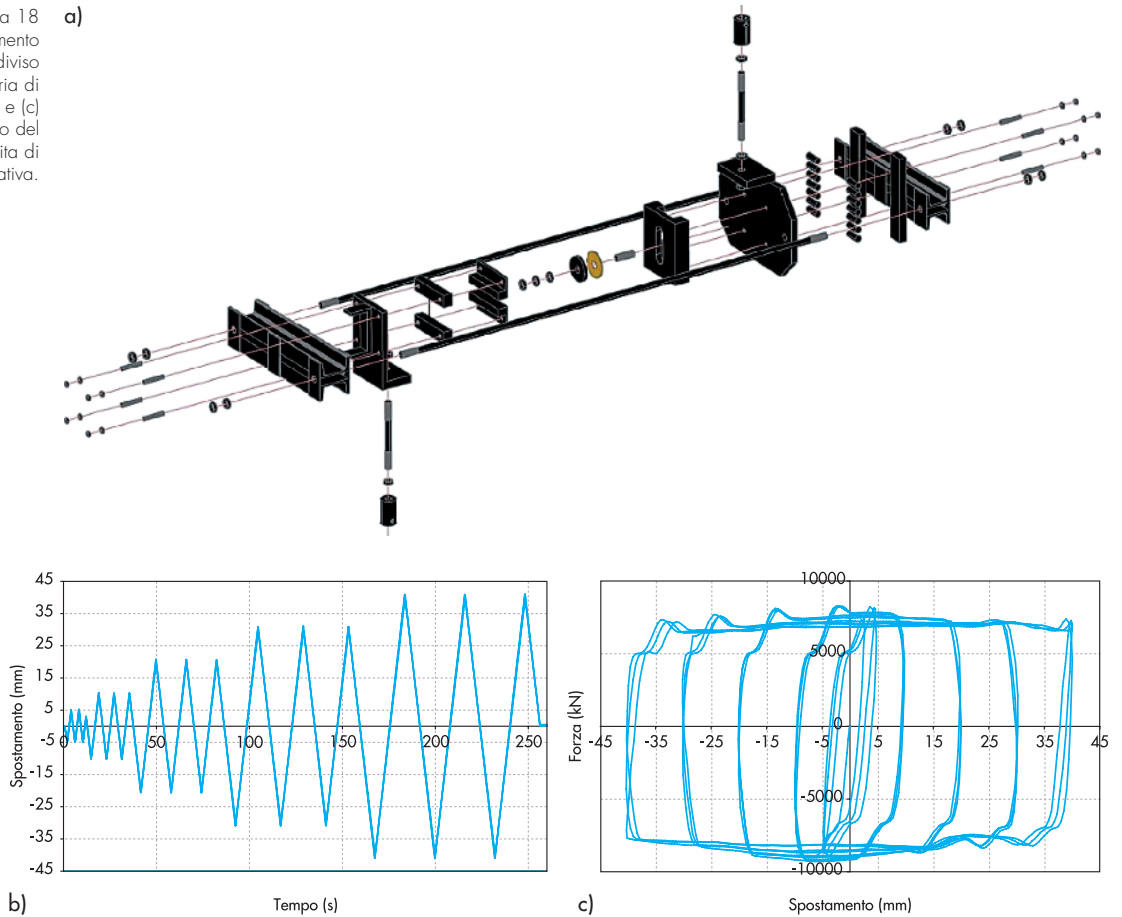 a 18
mento
diviso
ria di
e (c)
o del
ita di
ativa.
a)
45
35
25
15
5
-5
-15
-25
-35
-45
0
50
100
150
200
250
Spostamento (mm)
Tempo (s)
b)
10000
5000
0
-5000
-10000
-45
-35
-25
-15
-5
5
15
25
35
45
Forza (kN)
Spostamento (mm)
c)